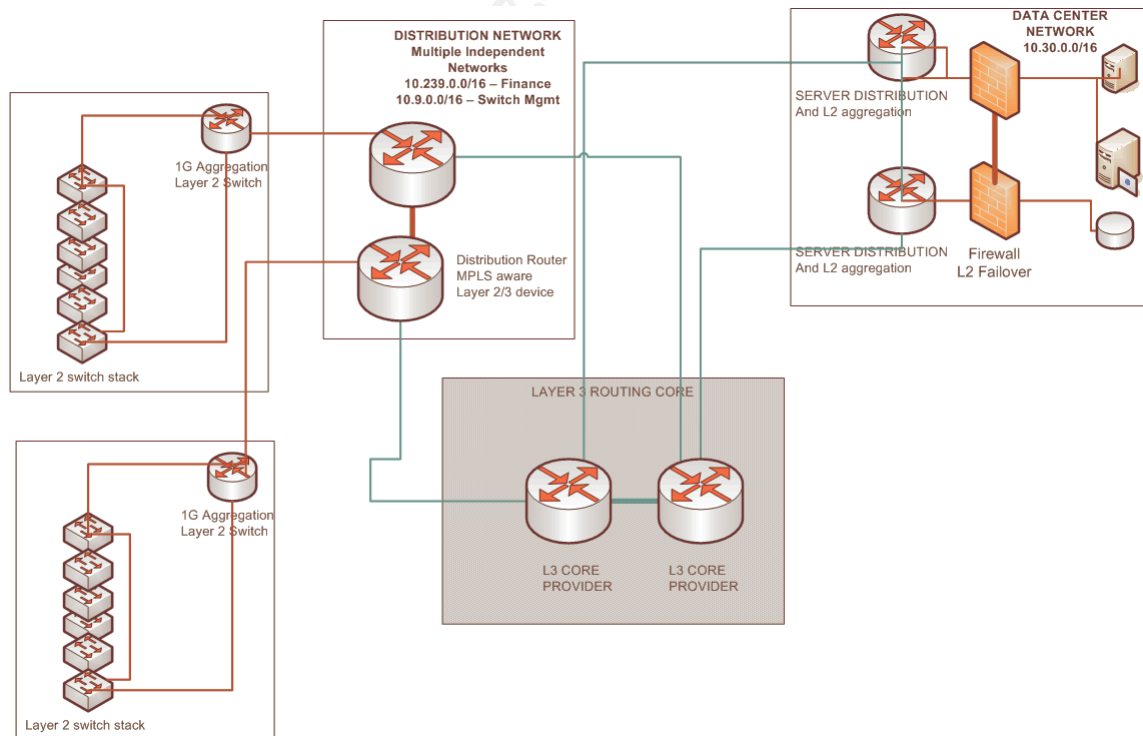 DISTRIBUTION NETWORK
Multiple Independent
Networks
10.239.0.0/16 – Finance
10.9.0.0/16 – Switch Mgmt
DATA CENTER
NETWORK
10.30.0.0/16
SERVER DISTRIBUTION
And L2 aggregation
1G Aggregation
Layer 2 Switch
Distribution Router
MPLS aware
Layer 2/3 device
SERVER DISTRIBUTION
And L2 aggregation
Firewall
L2 Failover
Layer 2 switch stack
LAYER 3 ROUTING CORE
1G Aggregation
Layer 2 Switch
L3 CORE
PROVIDER
L3 CORE
PROVIDER
Layer 2 switch stack